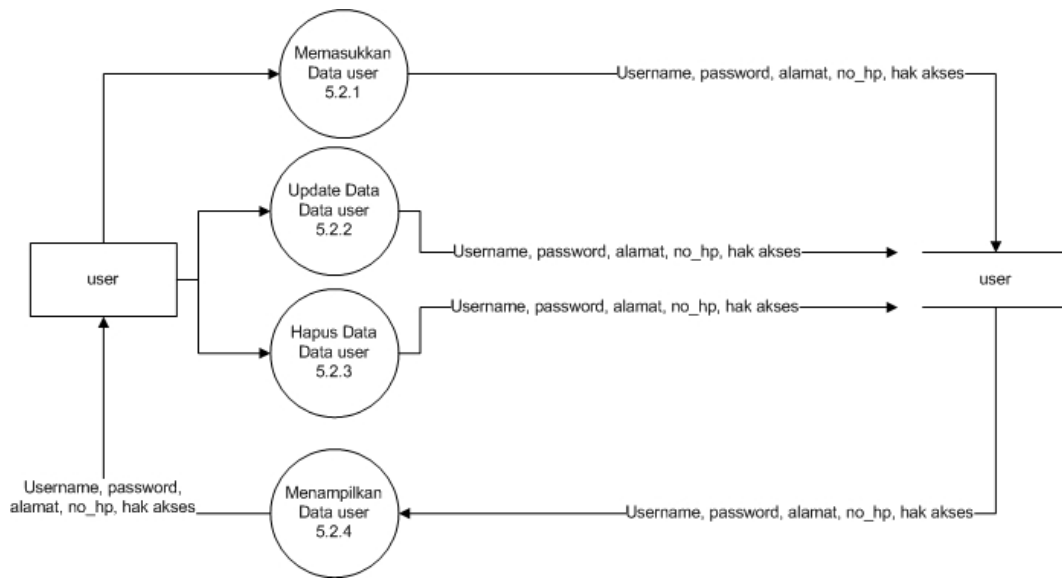 Memasukkan
Data user
5.2.1
Username, password, alamat, no_hp, hak akses
Update Data
Data user
5.2.2
Username, password, alamat, no_hp, hak akses
user
user
Username, password, alamat, no_hp, hak akses
Hapus Data
Data user
5.2.3
Username, password,
alamat, no_hp, hak akses
Menampilkan
Data user
5.2.4
Username, password, alamat, no_hp, hak akses